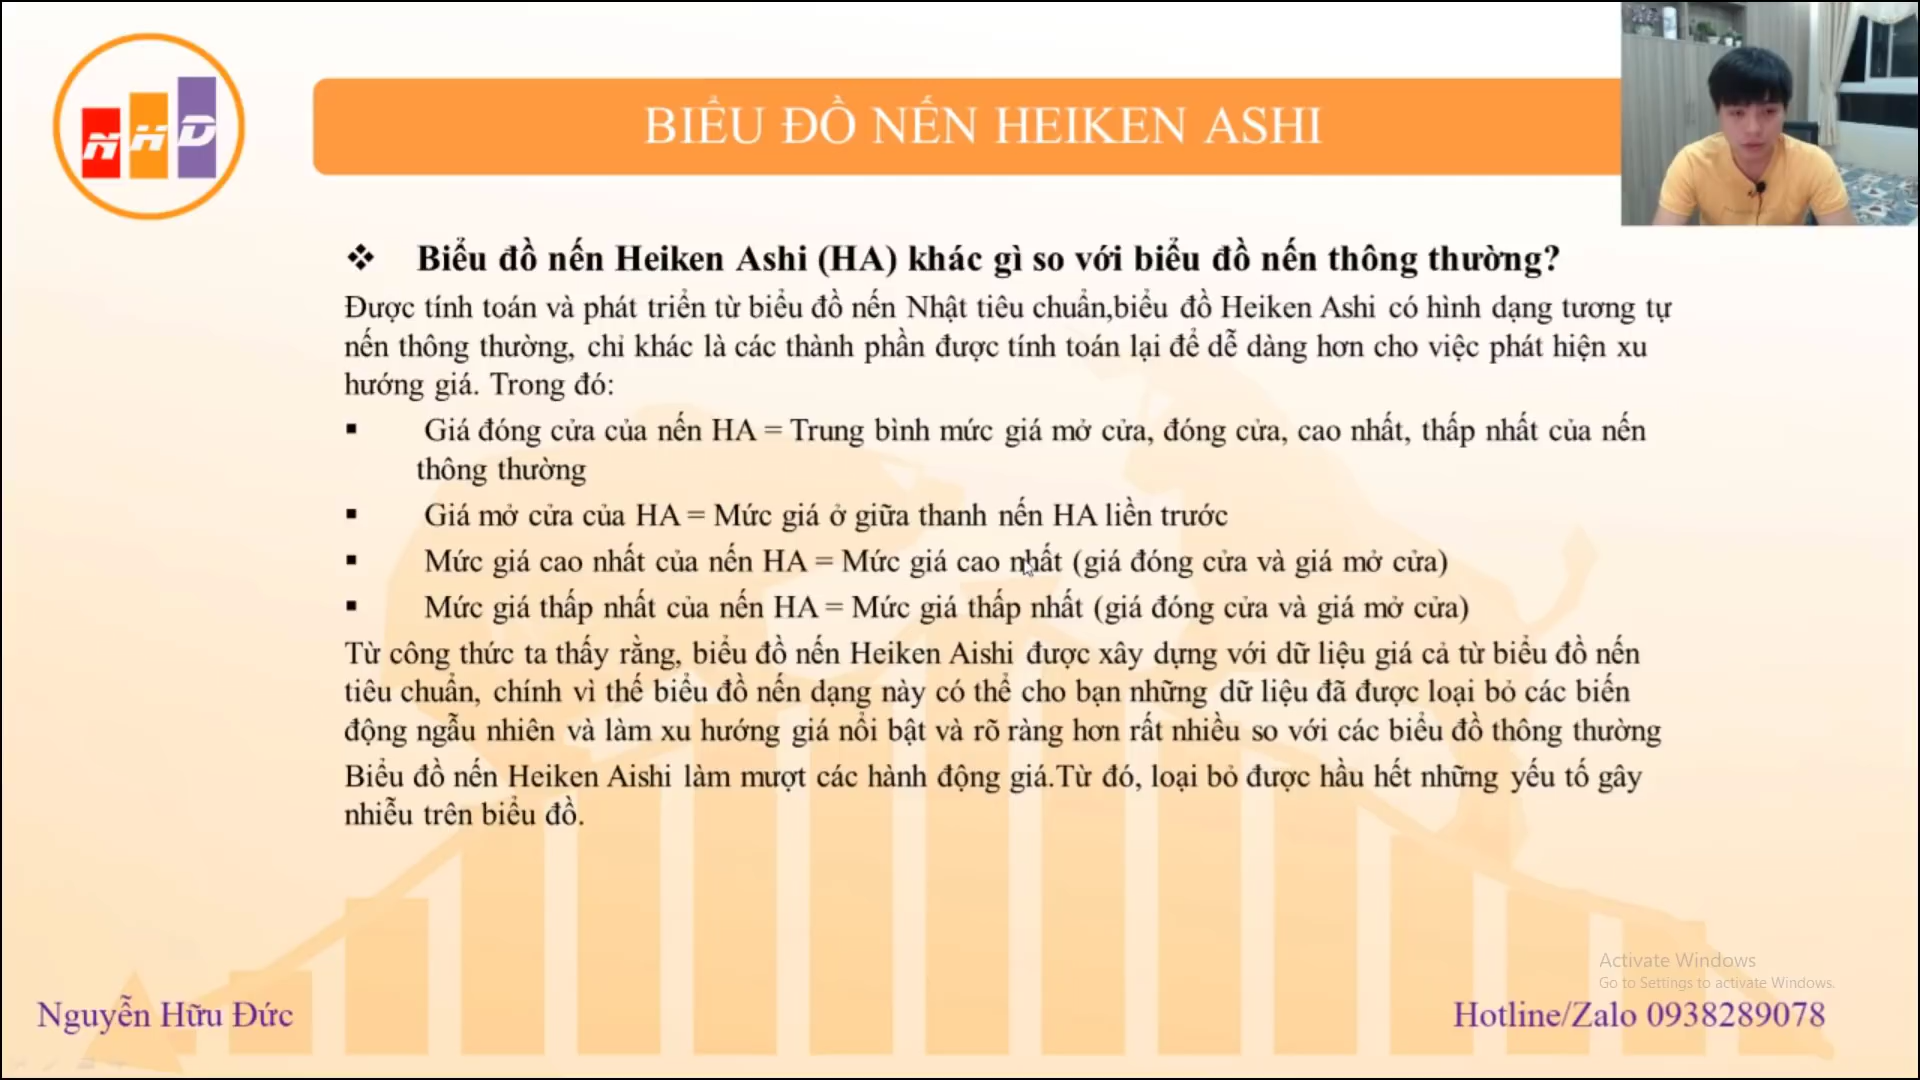 NHD
BIỂU ĐỒ NẾN HEIKEN ASHI
❖ Biểu đồ nến Heiken Ashi (HA) khác gì so với biểu đồ nến thông thường?
Được tính toán và phát triển từ biểu đồ nến Nhật tiêu chuẩn,biểu đồ Heiken Ashi có hình dạng tương tự
nến thông thường, chỉ khác là các thành phần được tính toán lại để dễ dàng hơn cho việc phát hiện xu
hướng giá. Trong đó:
▪ Giá đóng cửa của nến HA = Trung bình mức giá mở cửa, đóng cửa, cao nhất, thấp nhất của nến
thông thường
▪ Giá mở cửa của HA = Mức giá ở giữa thanh nến HA liền trước
▪ Mức giá cao nhất của nến HA = Mức giá cao nhất (giá đóng cửa và giá mở cửa)
▪ Mức giá thấp nhất của nến HA = Mức giá thấp nhất (giá đóng cửa và giá mở cửa)
Từ công thức ta thấy rằng, biểu đồ nến Heiken Aishi được xây dựng với dữ liệu giá cả từ biểu đồ nến
tiêu chuẩn, chính vì thế biểu đồ nến dạng này có thể cho bạn những dữ liệu đã được loại bỏ các biến
động ngẫu nhiên và làm xu hướng giá nổi bật và rõ ràng hơn rất nhiều so với các biểu đồ thông thường
Biểu đồ nến Heiken Aishi làm mượt các hành động giá.Từ đó, loại bỏ được hầu hết những yếu tố gây
nhiễu trên biểu đồ.
Activate Windows
Go to Settings to activate Windows.
Nguyễn Hữu Đức
Hotline/Zalo 0938289078